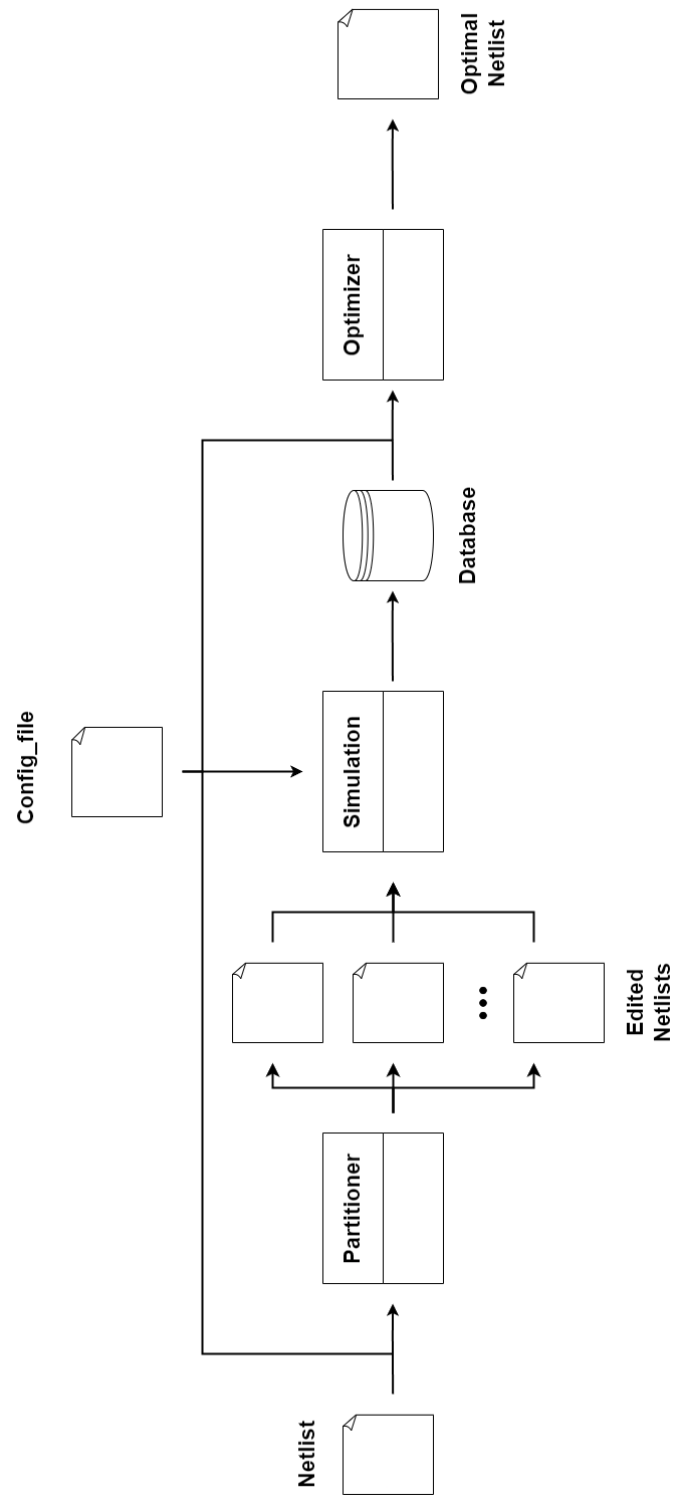 Config_file
Netlist
Partitioner
Edited
Netlists
Simulation
Database
Optimizer
Optimal
Netlist